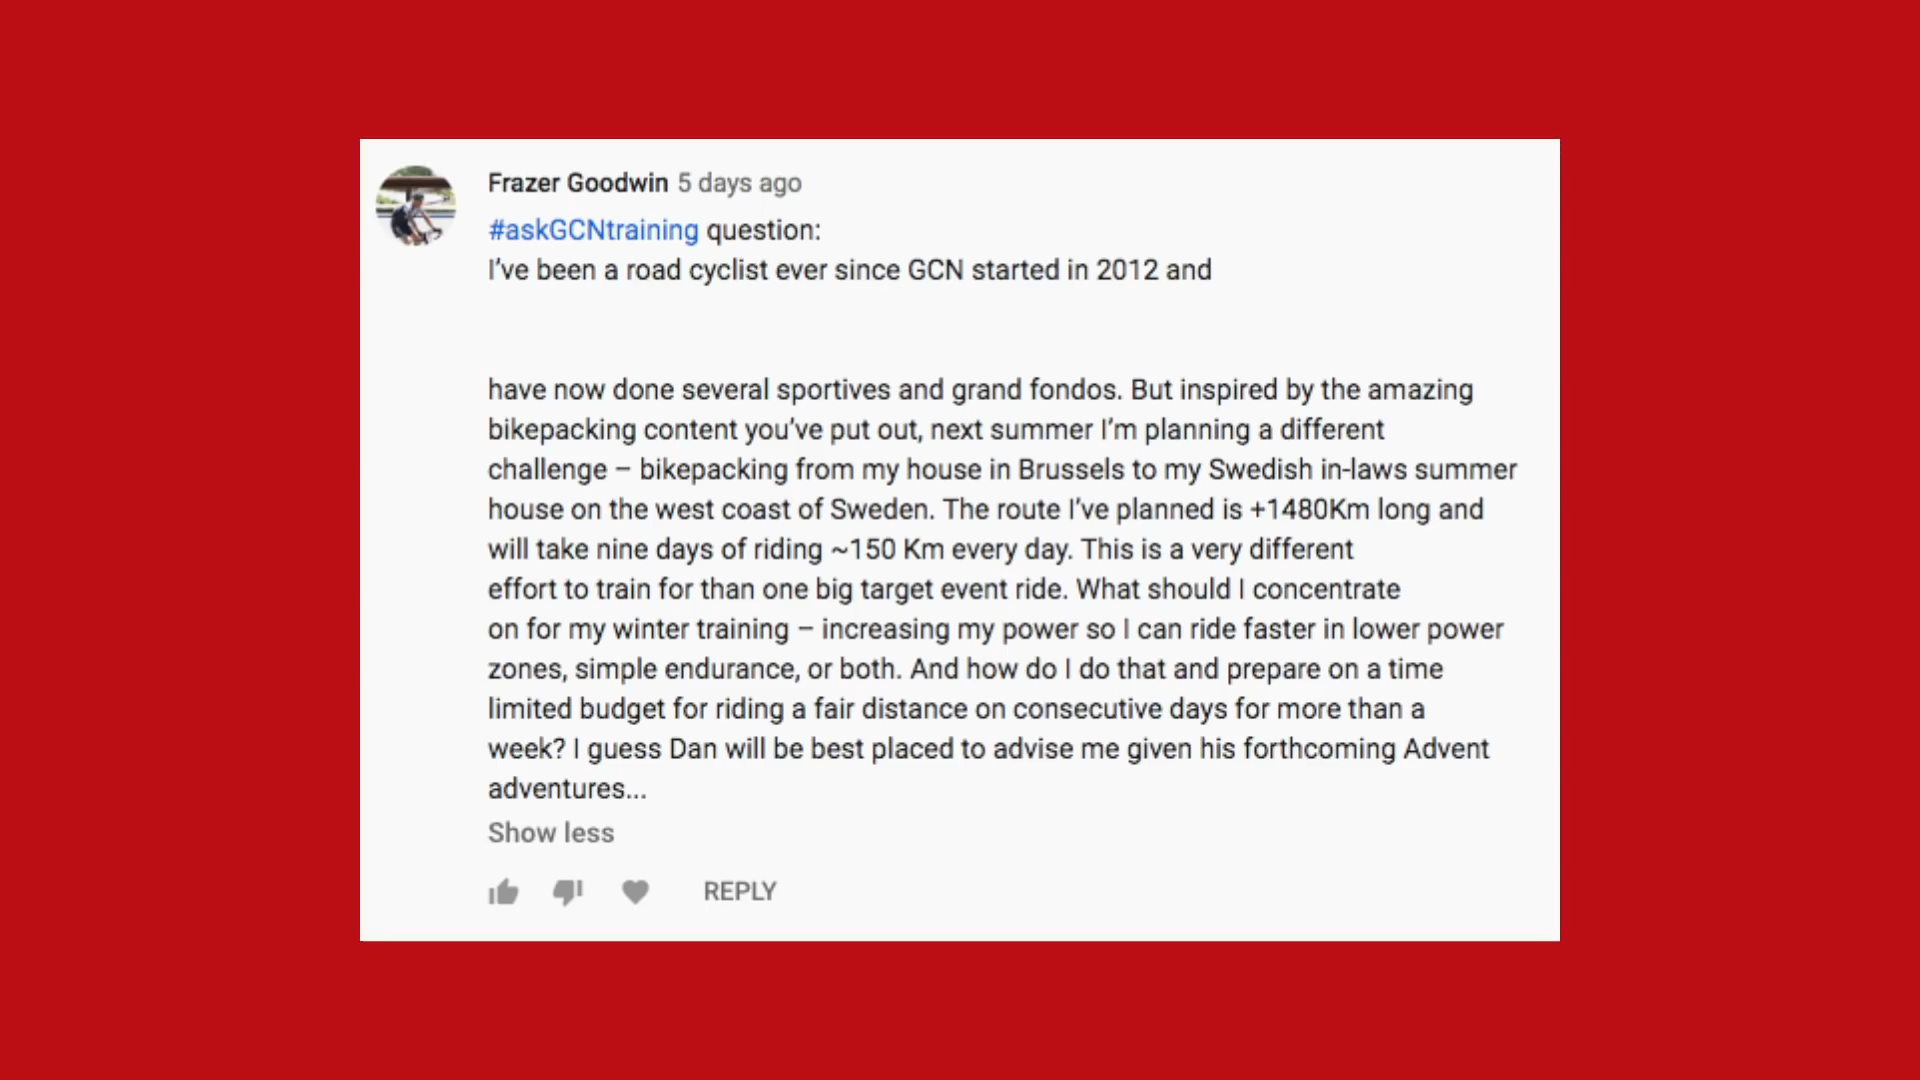 Frazer Goodwin 5 days ago
#askGCNtraining question:
I've been a road cyclist ever since GCN started in 2012 and
have now done several sportives and grand fondos. But inspired by the amazing
bikepacking content you've put out, next summer I'm planning a different
challenge – bikepacking from my house in Brussels to my Swedish in-laws summer
house on the west coast of Sweden. The route I've planned is +1480Km long and
will take nine days of riding ~150 Km every day. This is a very different
effort to train for than one big target event ride. What should I concentrate
on for my winter training – increasing my power so I can ride faster in lower power
zones, simple endurance, or both. And how do I do that and prepare on a time
limited budget for riding a fair distance on consecutive days for more than a
week? I guess Dan will be best placed to advise me given his forthcoming Advent
adventures...
Show less
REPLY